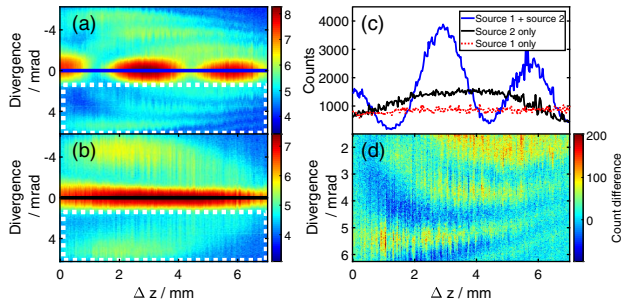 (a)
Divergence
/ mrad
-4
0
4
8
7
6
5
4
(b)
Divergence
/ mrad
-4
0
4
7
6
5
4
0 2 4 6
Δ z / mm
(c)
Counts
4000
3000
2000
1000
Source 1 + source 2
Source 2 only
Source 1 only
(d)
Divergence
/ mrad
2
3
4
5
6
0 2 4 6
Δ z / mm
200
100
0
Count difference